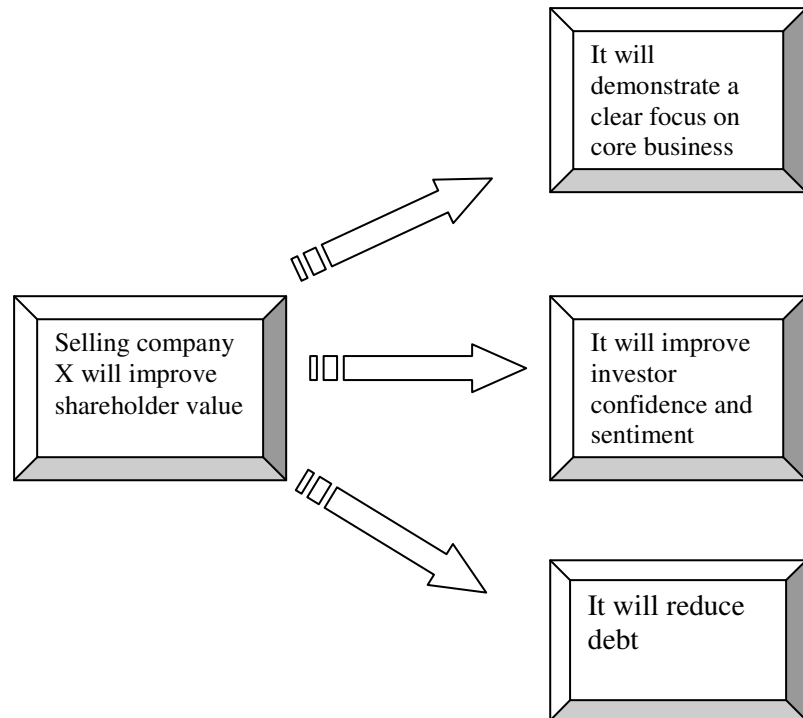 It will
demonstrate a
clear focus on
core business
Selling company
X will improve
shareholder value
It will improve
investor
confidence and
sentiment
It will reduce
debt